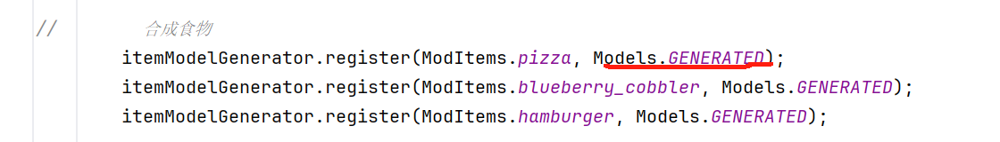 // 合成食物
itemModelGenerator.register(ModItems.pizza, Models.GENERATED);
itemModelGenerator.register(ModItems.blueberry_cobbler, Models.GENERATED);
itemModelGenerator.register(ModItems.hamburger, Models.GENERATED);